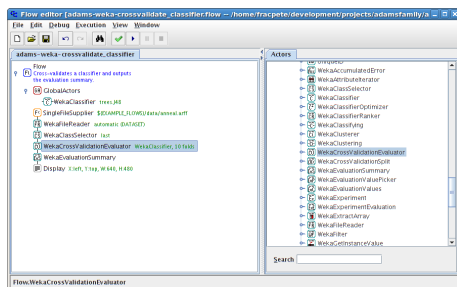 Flow editor [adams-weka-crossvalidate_classifier.flow - /home/fracpete/development/projects/adamsfamily/a
File Edit Debug Execution View Window
adams-weka-crossvalidate_classifier
Flow
Cross-validates a classifier and outputs
the evaluation summary.
GlobalActors
WekaClassifier trees.J48
SingleFileSupplier ${EXAMPLE_FLOWS}/data/anneal.arff
WekaFileReader automatic (DATASET)
WekaClassSelector last
WekaCrossValidationEvaluator WekaClassifier, 10 folds
WekaEvaluationSummary
Display X:left, Y:top, W:640, H:480
Actors
WekaAccumulatedError
WekaAttributeIterator
WekaClassSelector
WekaClassifier
WekaClassifierOptimizer
WekaClassifierRanker
WekaClassifying
WekaClusterer
WekaClustering
WekaCrossValidationEvaluator
WekaCrossValidationSplit
WekaEvaluationSummary
WekaEvaluationValuePicker
WekaEvaluationValues
WekaExperiment
WekaExperimentEvaluation
WekaExtractArray
WekaFileReader
WekaFilter
WekaGetInstanceValue
Search
Flow.WekaCrossValidationEvaluator